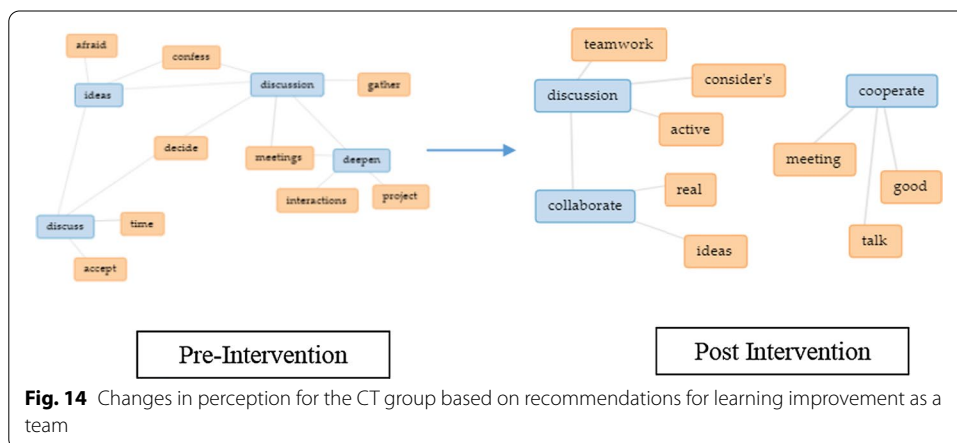 afraid
confess
ideas
discussion
gather
decide
meetings
deepen
interactions
project
discuss
time
accept
teamwork
consider's
discussion
active
cooperate
meeting
good
real
collaborate
talk
ideas
Pre-Intervention
Post Intervention
Fig. 14 Changes in perception for the CT group based on recommendations for learning improvement as a
team